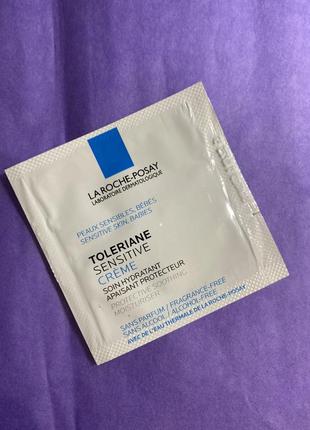 LA ROCHE-POSAY
LABORATOIRE DERMATOLOGIQUE
PEAUX SENSIBLES, BÉBÉS
SENSITIVE SKIN, BABIES
TOLERIANE
SENSITIVE
CRÈME
SOIN HYDRATANT
APAISANT PROTECTEUR
PROTECTIVE SOOTHING
MOISTURISER
SANS PARFUM / FRAGRANCE-FREE
SANS ALCOOL / ALCOHOL-FREE
AVEC DE L'EAU THERMALE DE LA ROCHE-POSAY